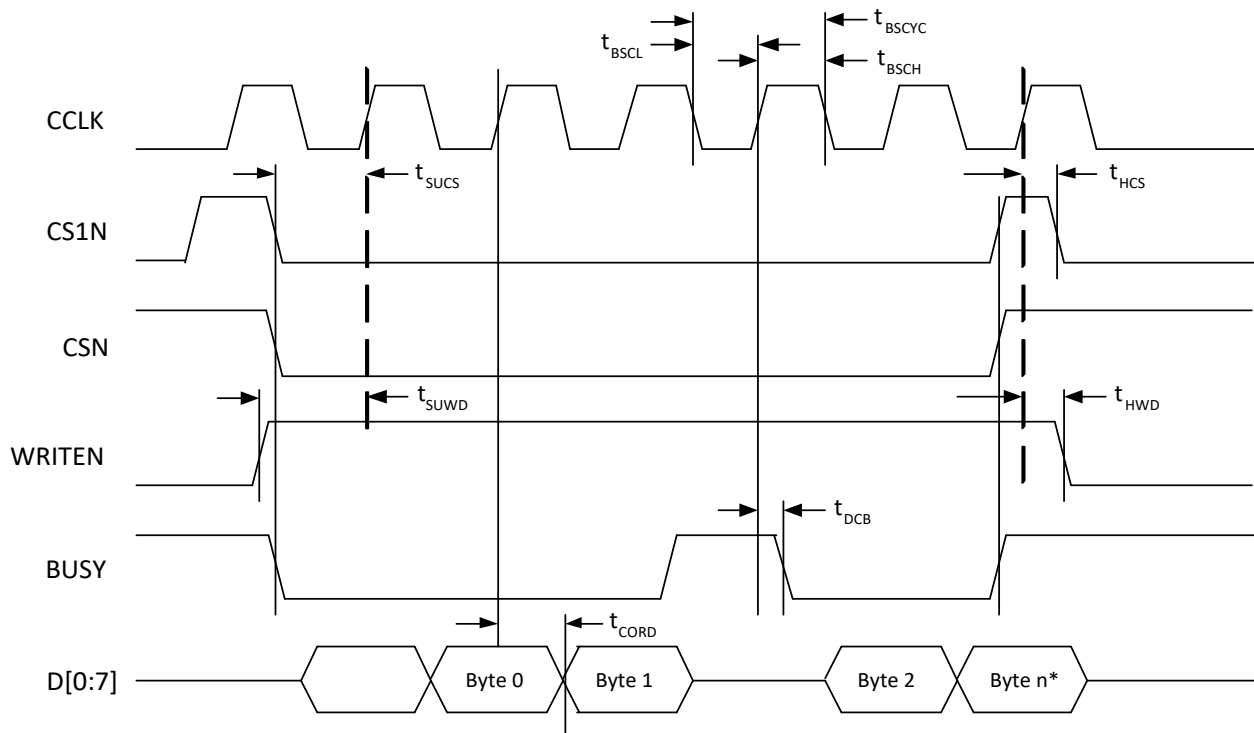 t_BSCYC
t_BSCL
t_BSCH
CCLK
t_SUCS
t_HCS
CS1N
CSN
t_SUWD
t_HWD
WRITEN
t_DCB
BUSY
t_CORD
D[0:7]
Byte 0
Byte 1
Byte 2
Byte n*